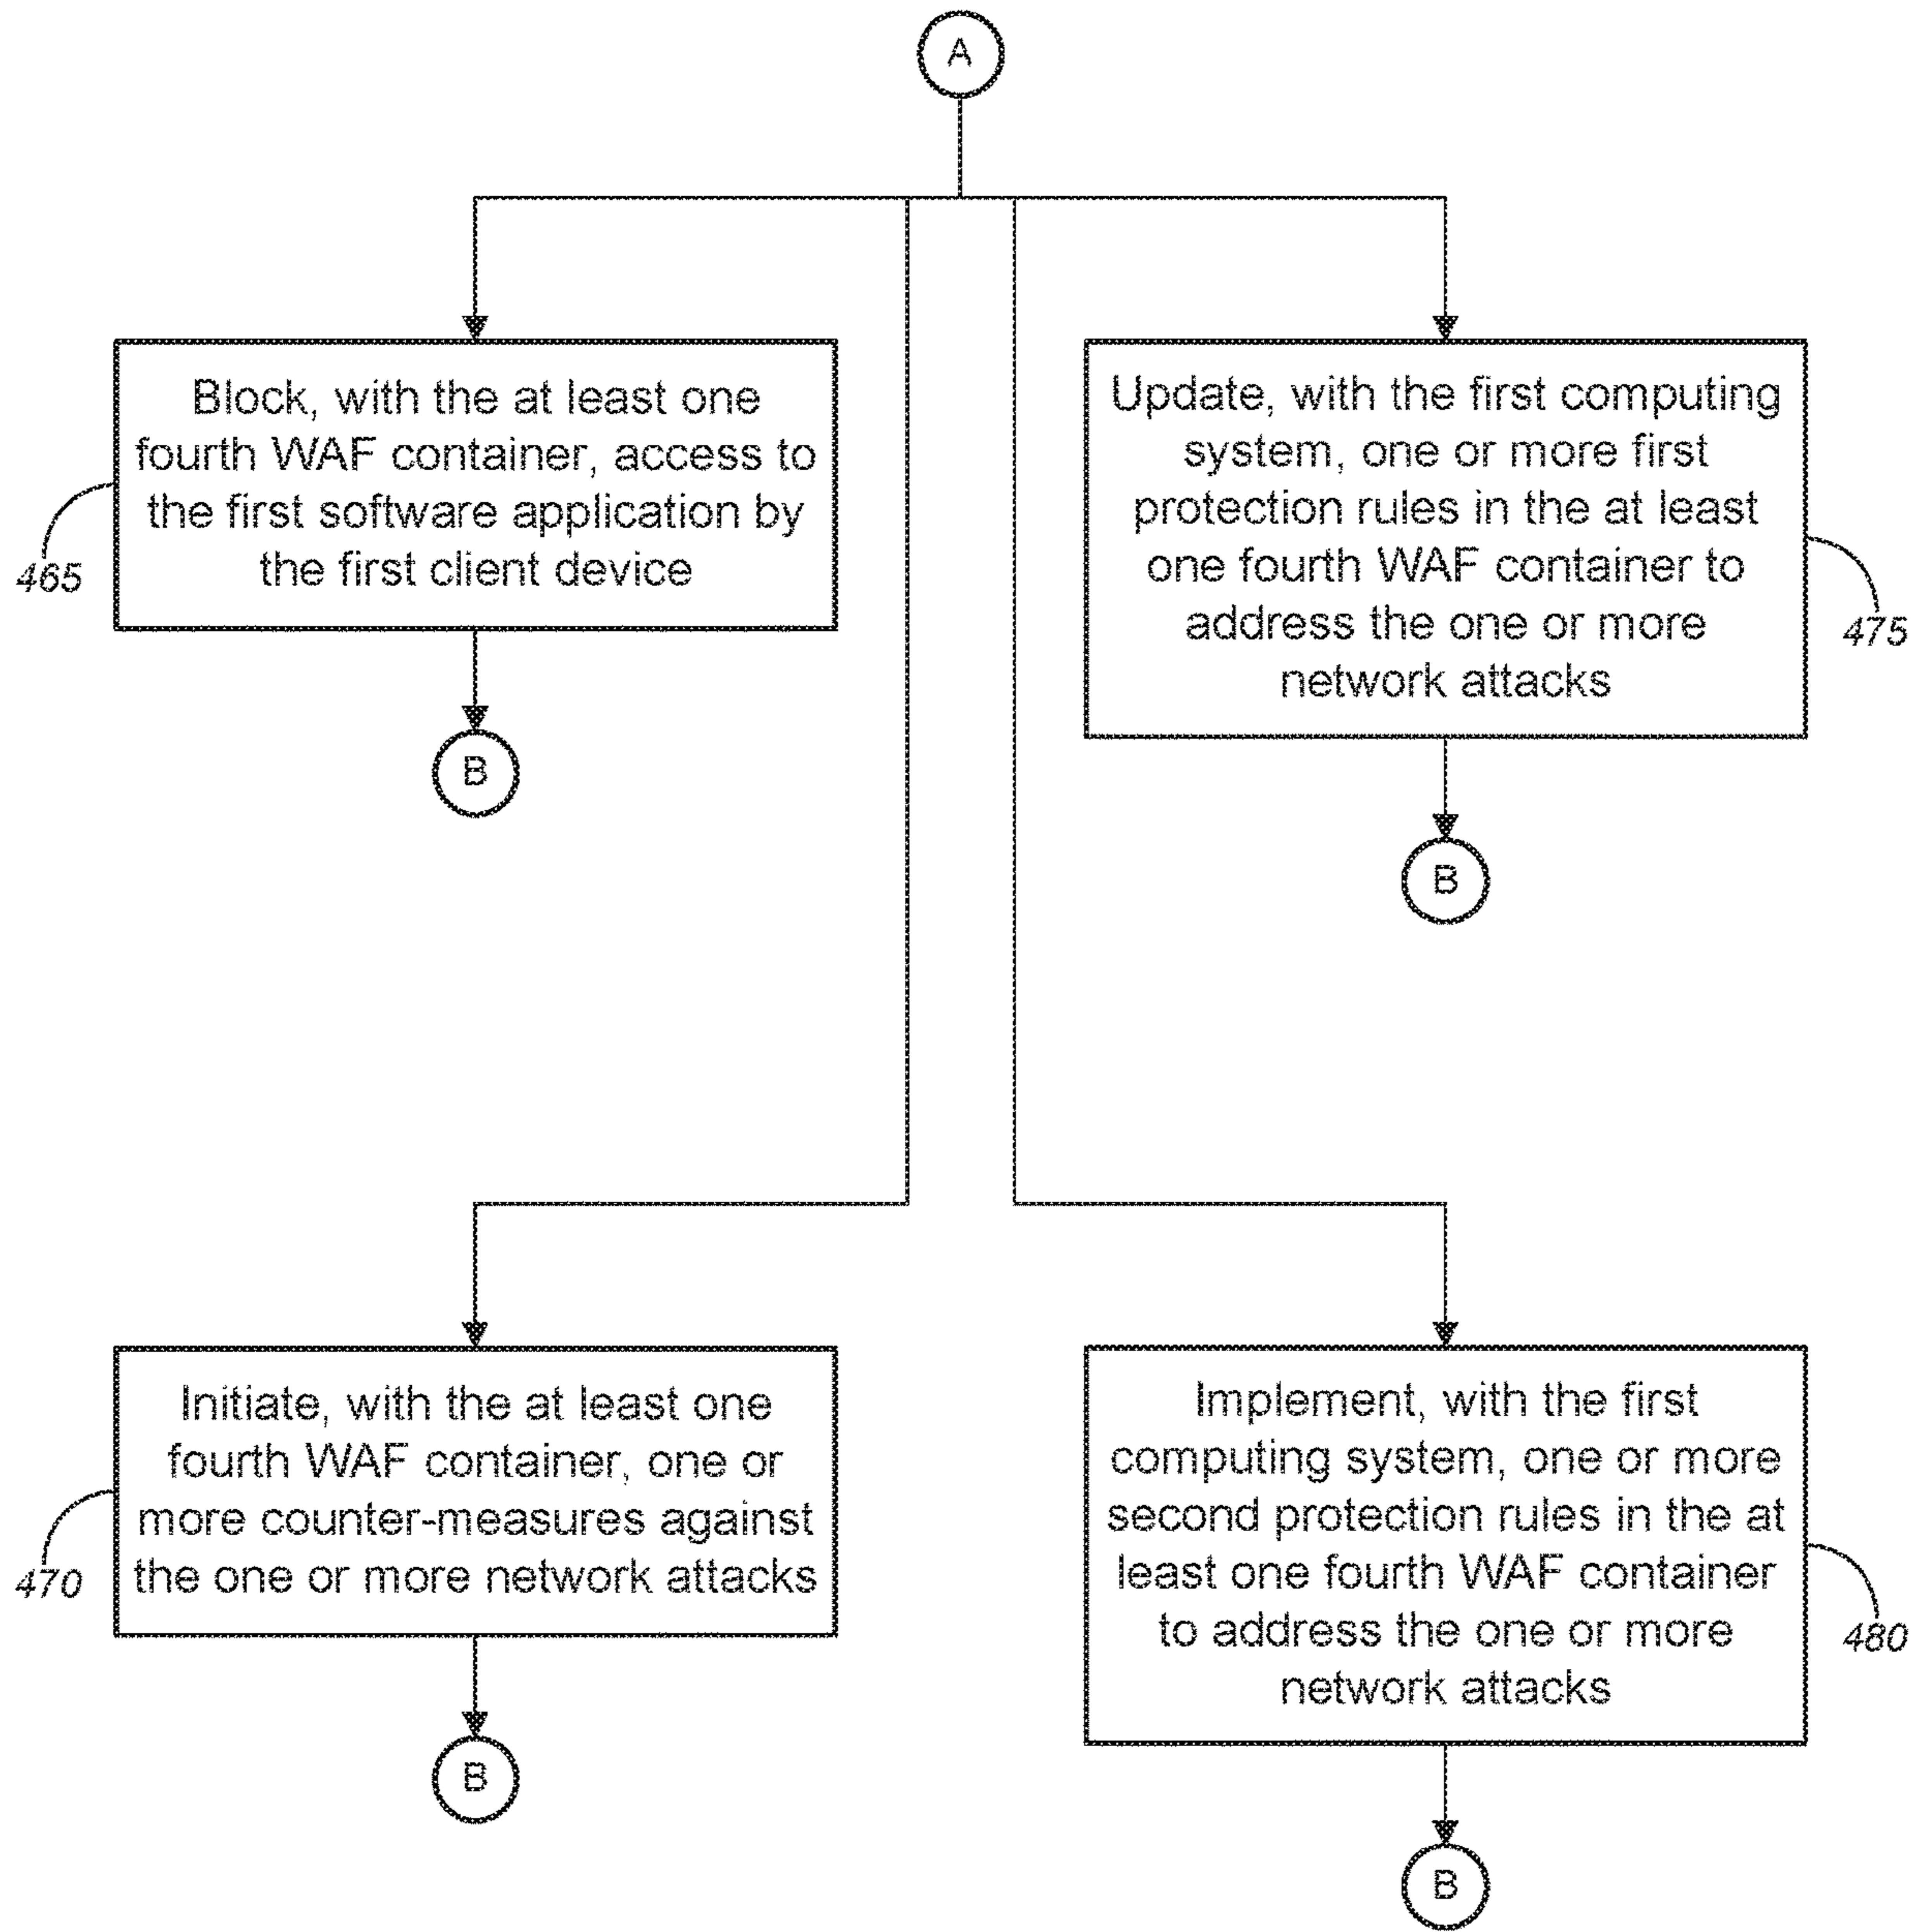 A
Block, with the at least one
fourth WAF container, access to
the first software application by
the first client device
465
B
Update, with the first computing
system, one or more first
protection rules in the at least
one fourth WAF container to
address the one or more
network attacks
475
B
Initiate, with the at least one
fourth WAF container, one or
more counter-measures against
the one or more network attacks
470
B
Implement, with the first
computing system, one or more
second protection rules in the at
least one fourth WAF container
to address the one or more
network attacks
480
B